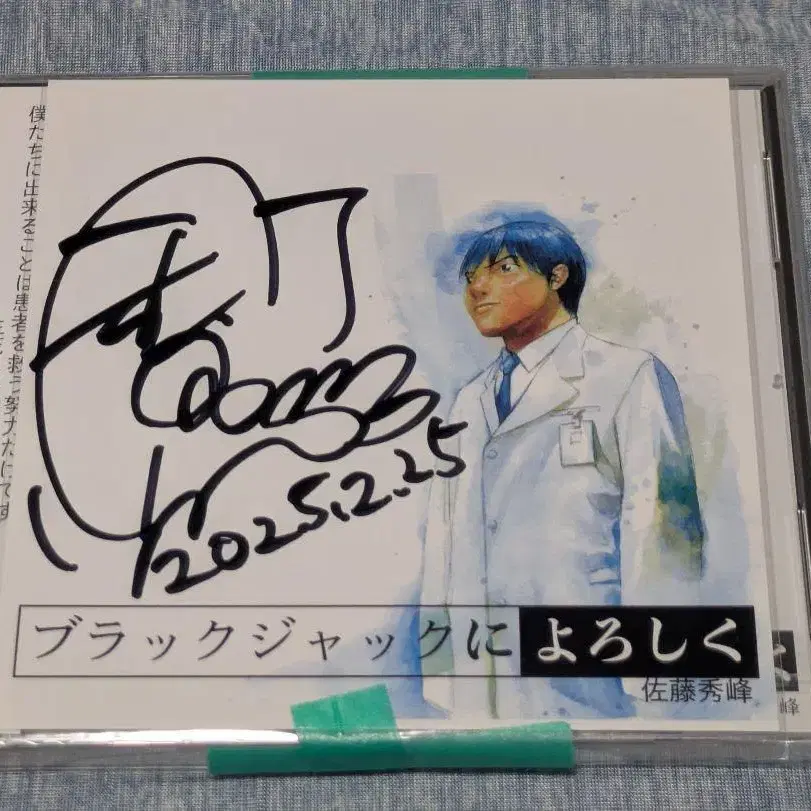 僕たちに出来ることは患者を救う努力だけです
2025.2.25
ブラックジャックによろしく
佐藤秀峰
峰